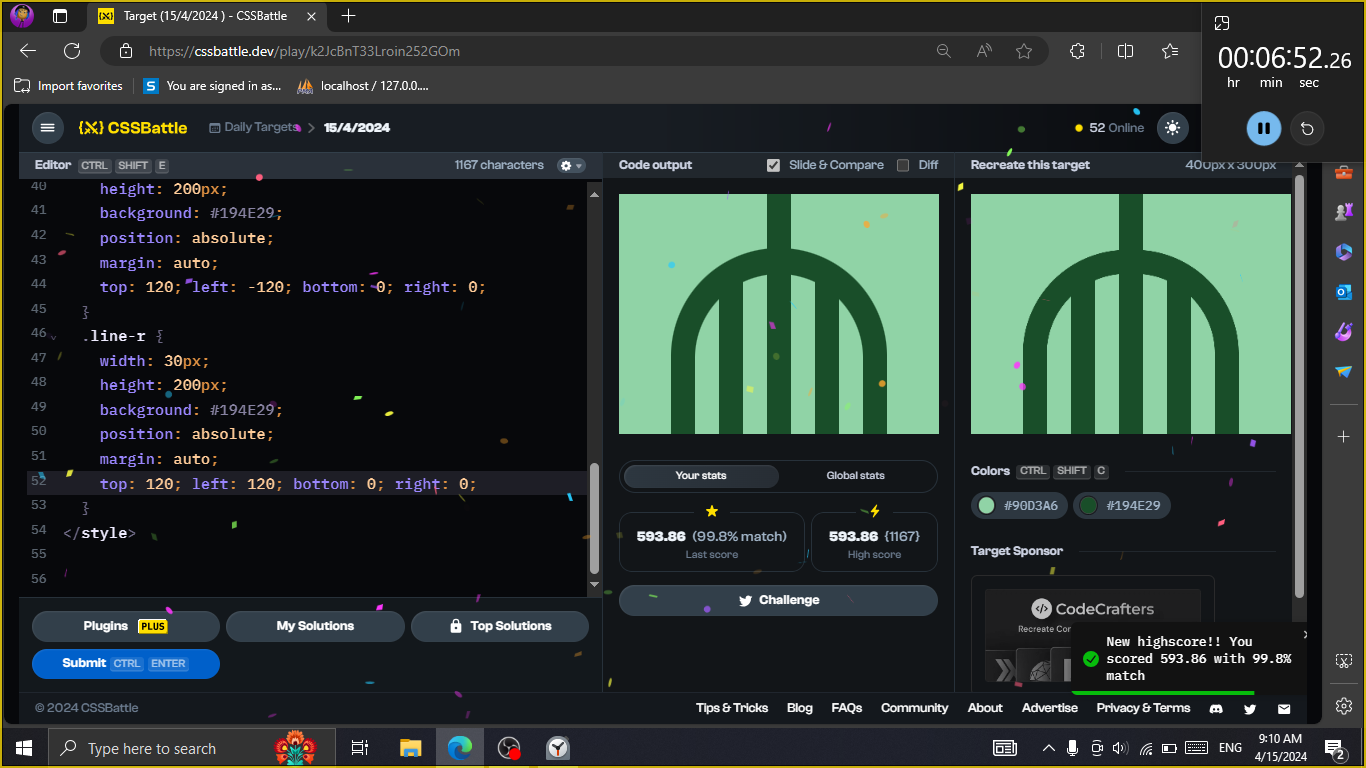 Target (15/4/2024 ) - CSSBattle
https://cssbattle.dev/play/k2JcBnT33Lroin252GOm
Import favorites
S You are signed in as...
localhost / 127.0.0....
00:06:52.26
hr min sec
CSSBattle
Daily Targets
15/4/2024
52 Online
Editor CTRL SHIFT E
1167 characters
Code output
Slide & Compare
Diff
Recreate this target
400px x 300px
40 height: 200px;
41 background: #194E29;
42 position: absolute;
43 margin: auto;
44 top: 120; left: -120; bottom: 0; right: 0;
45 }
46 .line-r {
47 width: 30px;
48 height: 200px;
49 background: #194E29;
50 position: absolute;
51 margin: auto;
52 top: 120; left: 120; bottom: 0; right: 0;
53 }
54 </style>
55
56
Your stats
Global stats
593.86 (99.8% match)
Last score
593.86 {1167}
High score
Challenge
Colors CTRL SHIFT C
#90D3A6
#194E29
Target Sponsor
CodeCrafters
Recreate Con
New highscore!! You
scored 593.86 with 99.8%
match
Plugins PLUS
My Solutions
Top Solutions
Submit CTRL ENTER
© 2024 CSSBattle
Tips & Tricks
Blog
FAQs
Community
About
Advertise
Privacy & Terms
Type here to search
ENG
9:10 AM
4/15/2024
2